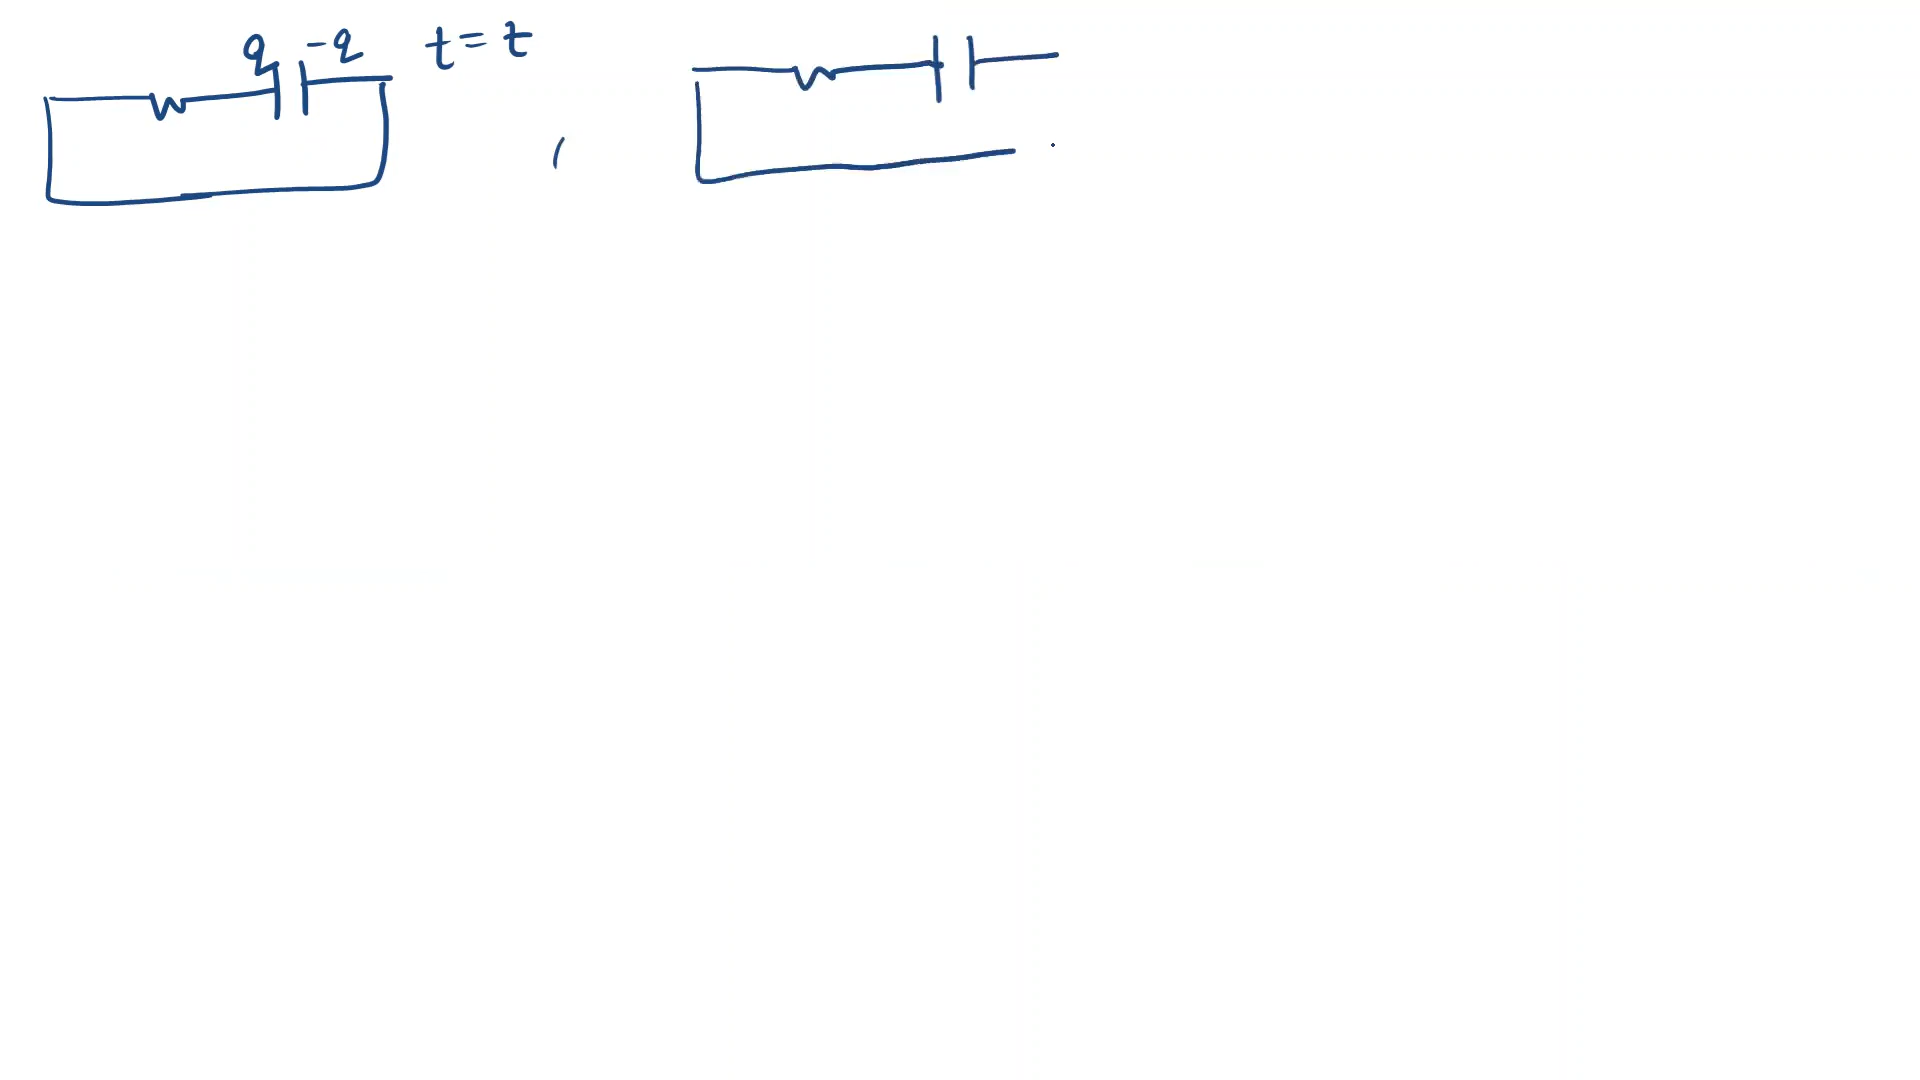 q -q t = t